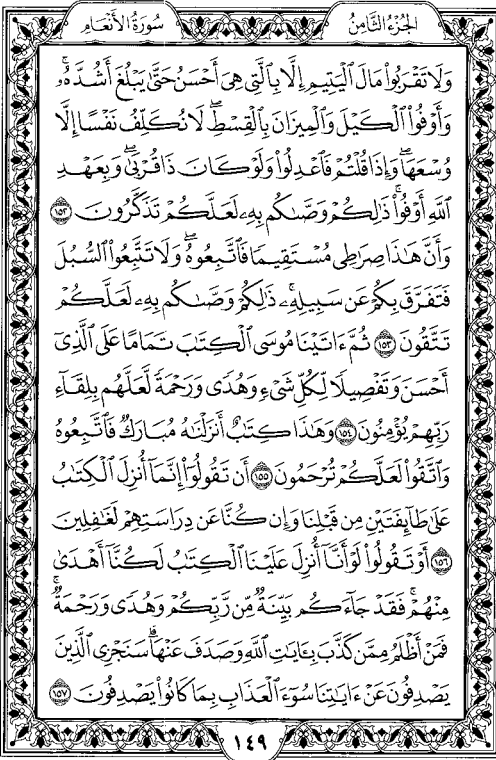 الجزء الثامن
سورة الأنعام
وَلَا تَقْرَبُوا۟ مَالَ ٱلْيَتِيمِ إِلَّا بِٱلَّتِى هِىَ أَحْسَنُ حَتَّىٰ يَبْلُغَ أَشُدَّهُۥ ۖ
وَأَوْفُوا۟ ٱلْكَيْلَ وَٱلْمِيزَانَ بِٱلْقِسْطِ ۖ لَا نُكَلِّفُ نَفْسًا إِلَّا
وُسْعَهَا ۖ وَإِذَا قُلْتُمْ فَٱعْدِلُوا۟ وَلَوْ كَانَ ذَا قُرْبَىٰ ۖ وَبِعَهْدِ
ٱللَّهِ أَوْفُوا۟ ۚ ذَٰلِكُمْ وَصَّىٰكُم بِهِۦ لَعَلَّكُمْ تَذَكَّرُونَ ١٥٢
وَأَنَّ هَٰذَا صِرَٰطِى مُسْتَقِيمًا فَٱتَّبِعُوهُ ۖ وَلَا تَتَّبِعُوا۟ ٱلسُّبُلَ
فَتَفَرَّقَ بِكُمْ عَن سَبِيلِهِۦ ۚ ذَٰلِكُمْ وَصَّىٰكُم بِهِۦ لَعَلَّكُمْ
تَتَّقُونَ ١٥٣ ثُمَّ ءَاتَيْنَا مُوسَى ٱلْكِتَٰبَ تَمَامًا عَلَى ٱلَّذِىٓ
أَحْسَنَ وَتَفْصِيلًا لِّكُلِّ شَىْءٍ وَهُدًى وَرَحْمَةً لَّعَلَّهُم بِلِقَآءِ
رَبِّهِمْ يُؤْمِنُونَ ١٥٤ وَهَٰذَا كِتَٰبٌ أَنزَلْنَٰهُ مُبَارَكٌ فَٱتَّبِعُوهُ
وَٱتَّقُوا۟ لَعَلَّكُمْ تُرْحَمُونَ ١٥٥ أَن تَقُولُوٓا۟ إِنَّمَآ أُنزِلَ ٱلْكِتَٰبُ
عَلَىٰ طَآئِفَتَيْنِ مِن قَبْلِنَا وَإِن كُنَّا عَن دِرَاسَتِهِمْ لَغَٰفِلِينَ
١٥٦ أَوْ تَقُولُوا۟ لَوْ أَنَّآ أُنزِلَ عَلَيْنَا ٱلْكِتَٰبُ لَكُنَّآ أَهْدَىٰ
مِنْهُمْ ۚ فَقَدْ جَآءَكُم بَيِّنَةٌ مِّن رَّبِّكُمْ وَهُدًى وَرَحْمَةٌ ۚ
فَمَنْ أَظْلَمُ مِمَّن كَذَّبَ بِـَٔايَٰتِ ٱللَّهِ وَصَدَفَ عَنْهَا ۗ سَنَجْزِى ٱلَّذِينَ
يَصْدِفُونَ عَنْ ءَايَٰتِنَا سُوٓءَ ٱلْعَذَابِ بِمَا كَانُوا۟ يَصْدِفُونَ ١٥٧
١٤٩